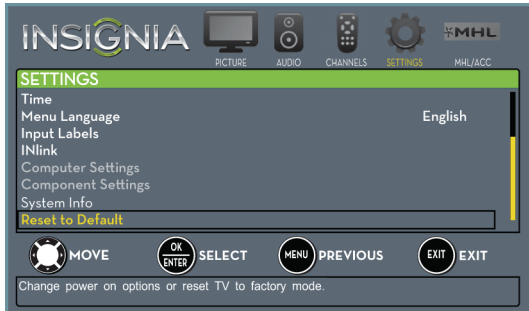 INSIGNIA
PICTURE AUDIO CHANNELS SETTINGS MHL MHL/ACC
SETTINGS
Time
Menu Language English
Input Labels
INlink
Computer Settings
Component Settings
System Info
Reset to Default
MOVE OK ENTER SELECT MENU PREVIOUS EXIT EXIT
Change power on options or reset TV to factory mode.